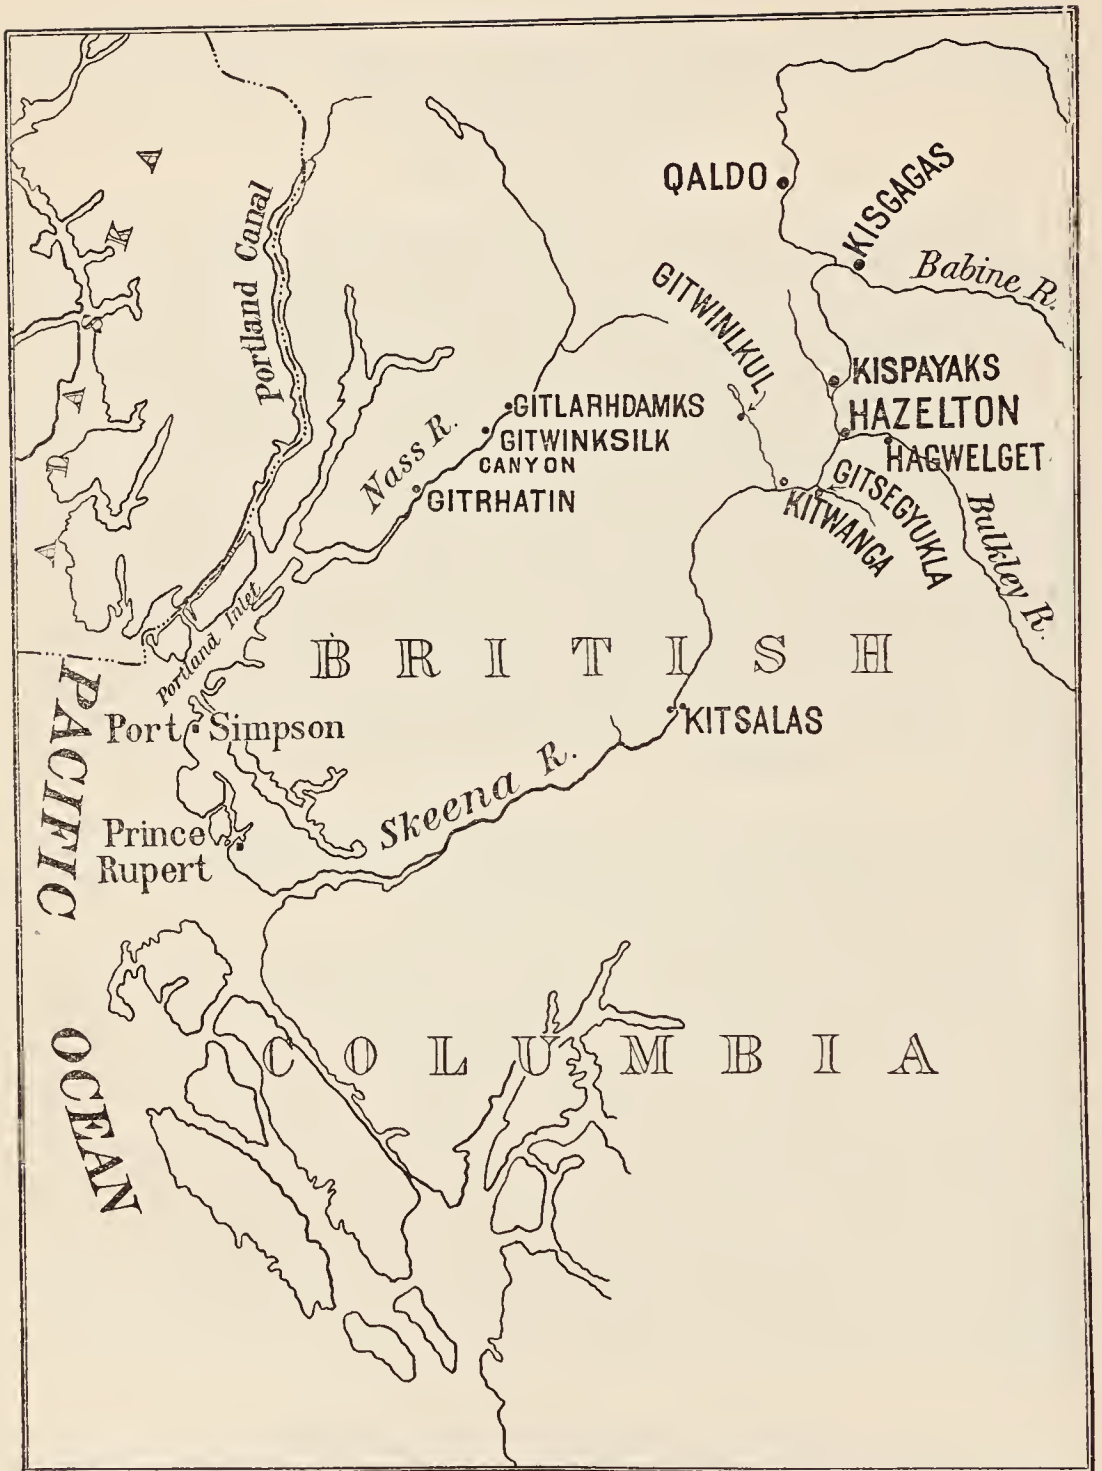 ALASKA
Portland Canal
QALDO
KISGAGAS
Babine R.
GITWINLKUL
KISPAYAKS
HAZELTON
HAGWELGET
GITLARHDAMKS
GITWINKSILK
CANYON
Nass R.
GITRHATIN
GITSEGYUKLA
KITWANGA
Bulkley R.
Portland Inlet
BRITISH
Port Simpson
KITSALAS
Skeena R.
Prince
Rupert
PACIFIC
OCEAN
COLUMBIA